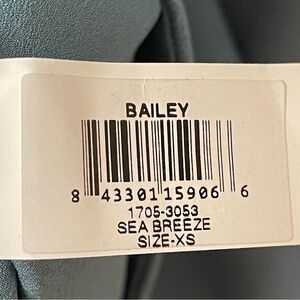 BAILEY
8 43301 15906 6
1705-3053
SEA BREEZE
SIZE-XS